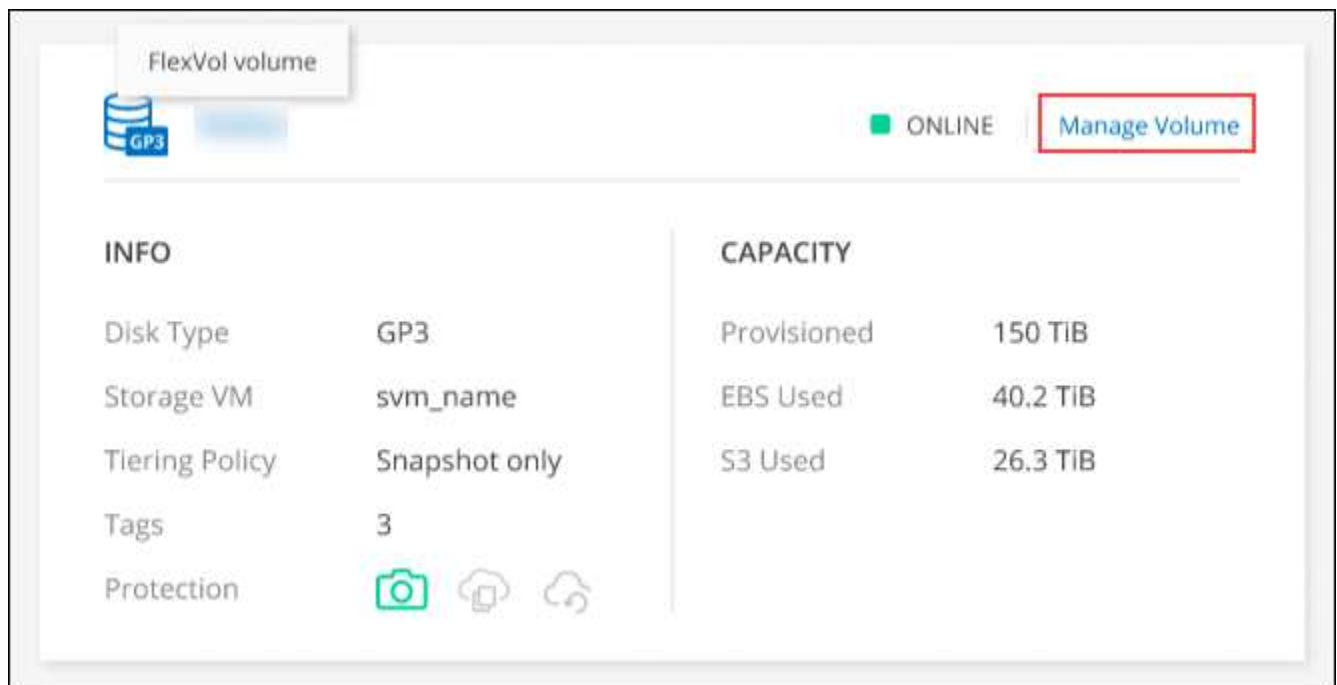 FlexVol volume
GP3
ONLINE
Manage Volume
INFO
Disk Type GP3
Storage VM svm_name
Tiering Policy Snapshot only
Tags 3
Protection
CAPACITY
Provisioned 150 TiB
EBS Used 40.2 TiB
S3 Used 26.3 TiB